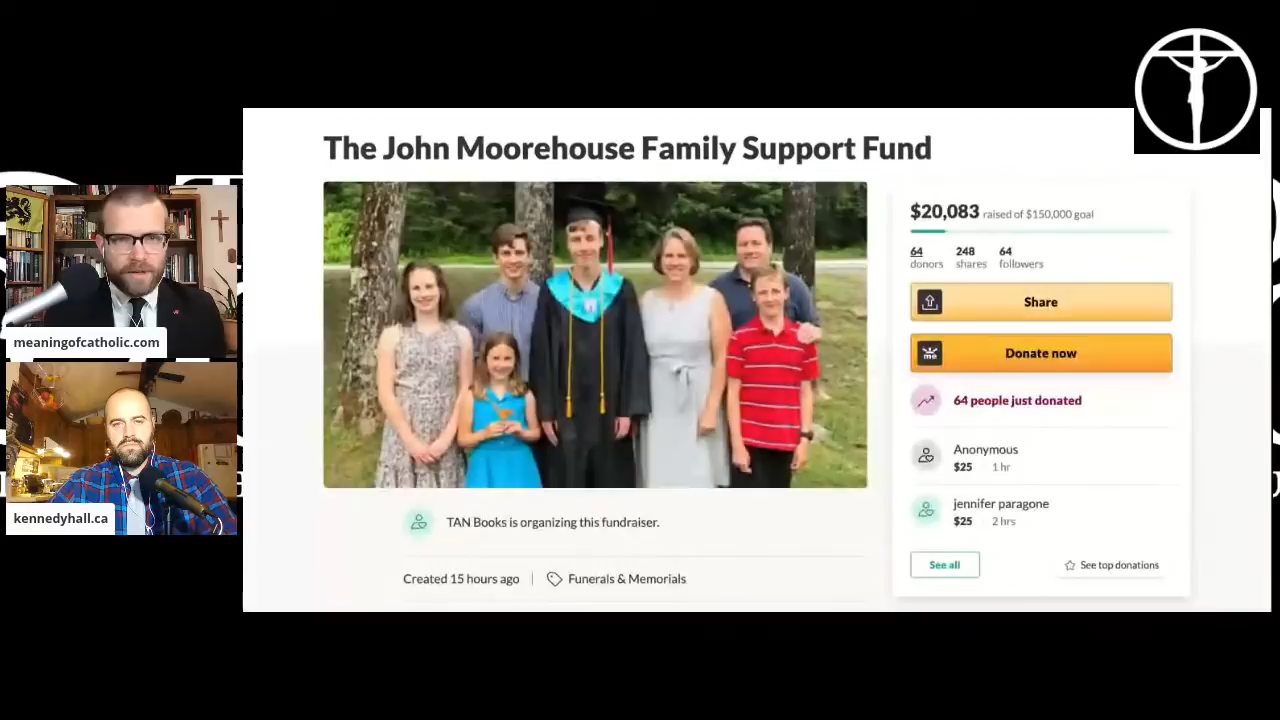 The John Moorehouse Family Support Fund
$20,083 raised of $150,000 goal
64 donors
248 shares
64 followers
Share
me
Donate now
64 people just donated
Anonymous
$25 1 hr
jennifer paragone
$25 2 hrs
See all
See top donations
TAN Books is organizing this fundraiser.
Created 15 hours ago
Funerals & Memorials
meaningofcatholic.com
kennedyhall.ca